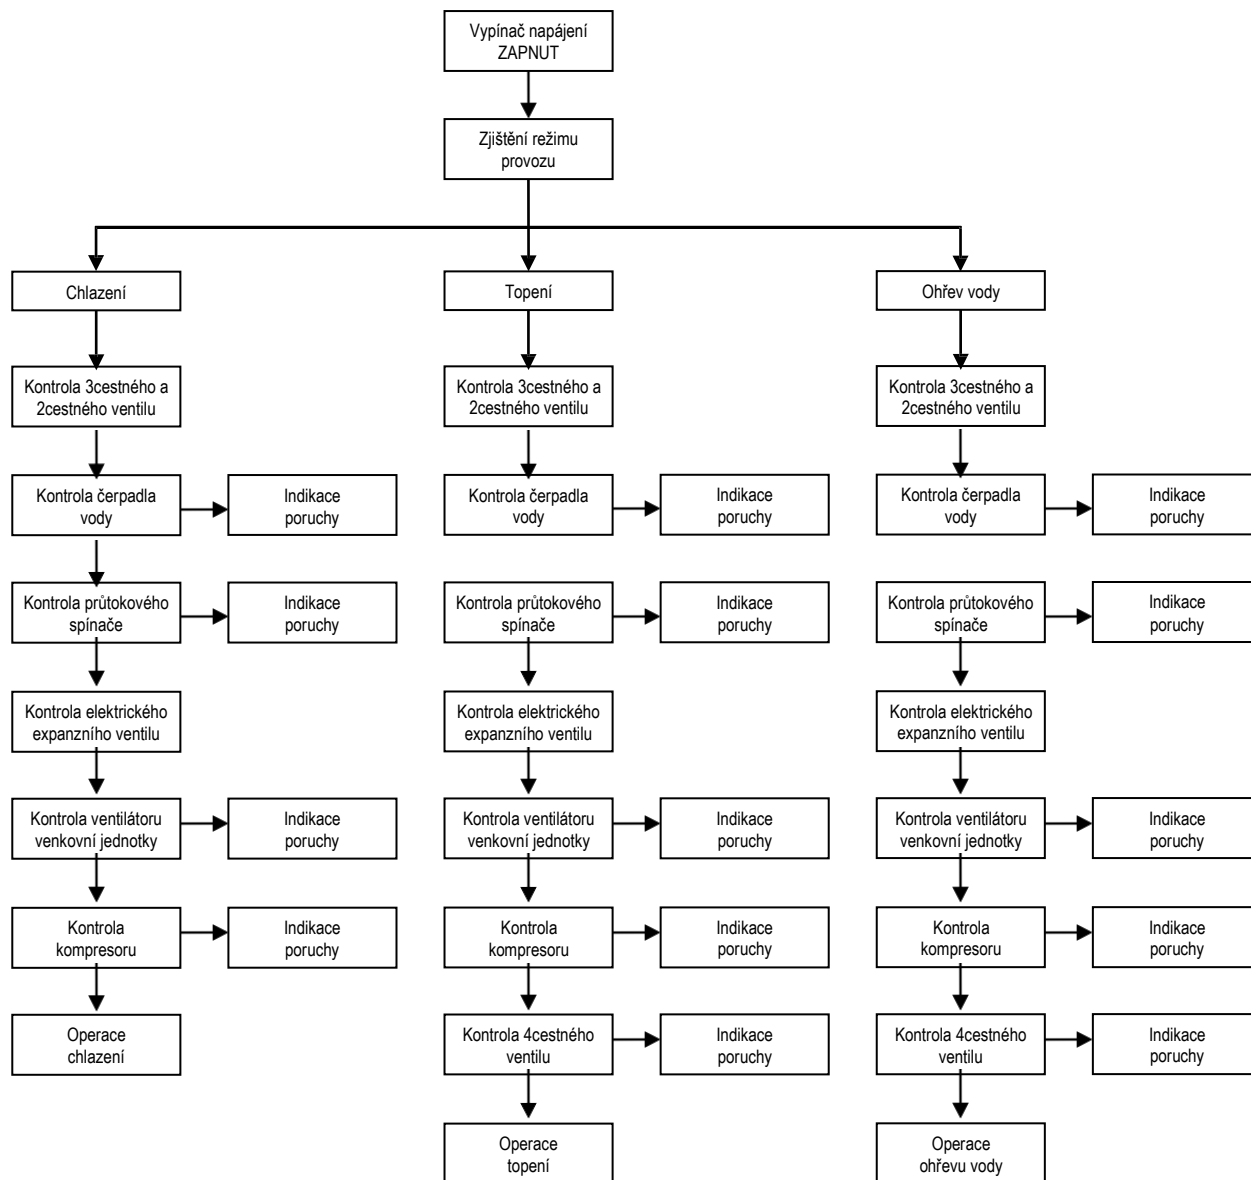 Vypínač napájení
ZAPNUT
Zjištění režimu
provozu
Chlazení
Topení
Ohřev vody
Kontrola 3cestného a
2cestného ventilu
Kontrola 3cestného a
2cestného ventilu
Kontrola 3cestného a
2cestného ventilu
Kontrola čerpadla
vody
Indikace
poruchy
Kontrola čerpadla
vody
Indikace
poruchy
Kontrola čerpadla
vody
Indikace
poruchy
Kontrola průtokového
spínače
Indikace
poruchy
Kontrola průtokového
spínače
Indikace
poruchy
Kontrola průtokového
spínače
Indikace
poruchy
Kontrola elektrického
expanzního ventilu
Kontrola elektrického
expanzního ventilu
Kontrola elektrického
expanzního ventilu
Kontrola ventilátoru
venkovní jednotky
Indikace
poruchy
Kontrola ventilátoru
venkovní jednotky
Indikace
poruchy
Kontrola ventilátoru
venkovní jednotky
Indikace
poruchy
Kontrola
kompresoru
Indikace
poruchy
Kontrola
kompresoru
Indikace
poruchy
Kontrola
kompresoru
Indikace
poruchy
Operace
chlazení
Kontrola 4cestného
ventilu
Indikace
poruchy
Kontrola 4cestného
ventilu
Indikace
poruchy
Operace
topení
Operace
ohřevu vody